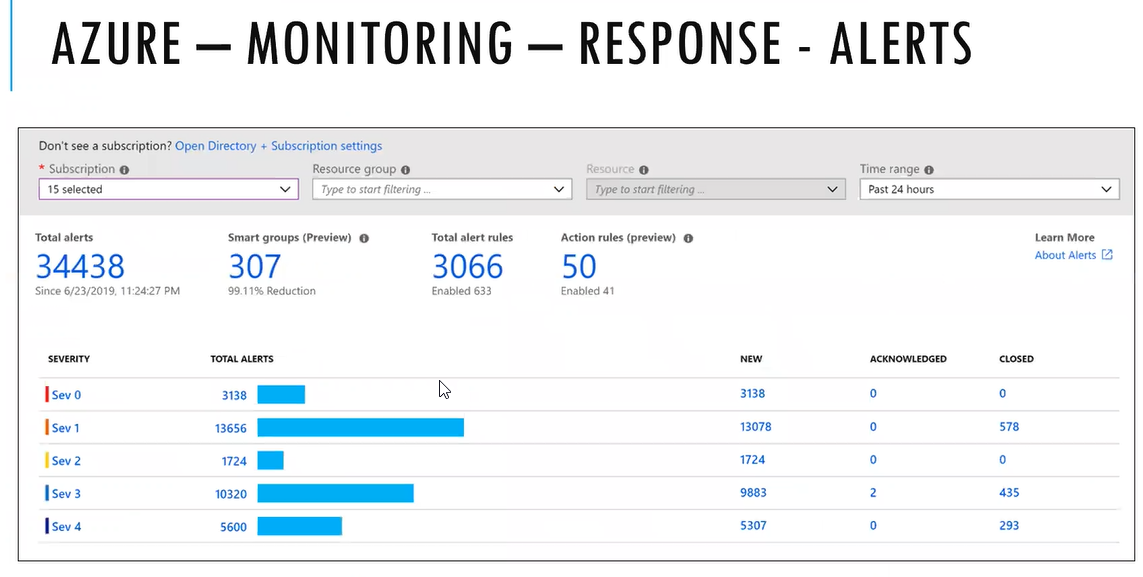 AZURE – MONITORING – RESPONSE - ALERTS
Don't see a subscription? Open Directory + Subscription settings
* Subscription Resource group Resource Time range
15 selected Type to start filtering ... Type to start filtering ... Past 24 hours
Total alerts Smart groups (Preview) Total alert rules Action rules (preview) Learn More
34438 307 3066 50 About Alerts
Since 6/23/2019, 11:24:27 PM 99.11% Reduction Enabled 633 Enabled 41
SEVERITY TOTAL ALERTS NEW ACKNOWLEDGED CLOSED
Sev 0 3138 3138 0 0
Sev 1 13656 13078 0 578
Sev 2 1724 1724 0 0
Sev 3 10320 9883 2 435
Sev 4 5600 5307 0 293